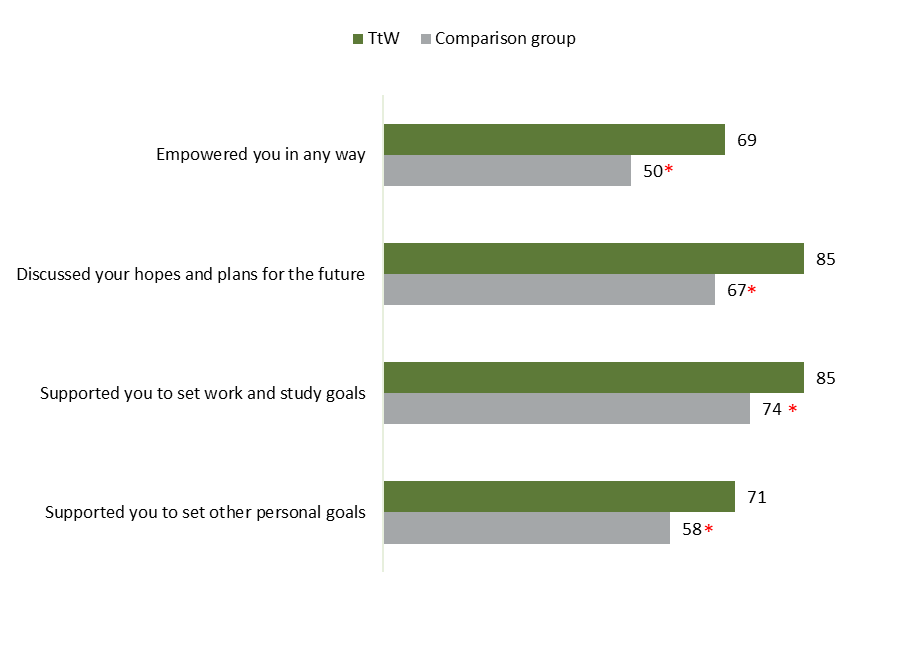 TtW Comparison group
Empowered you in any way
69
50*
Discussed your hopes and plans for the future
85
67*
Supported you to set work and study goals
85
74 *
Supported you to set other personal goals
71
58*